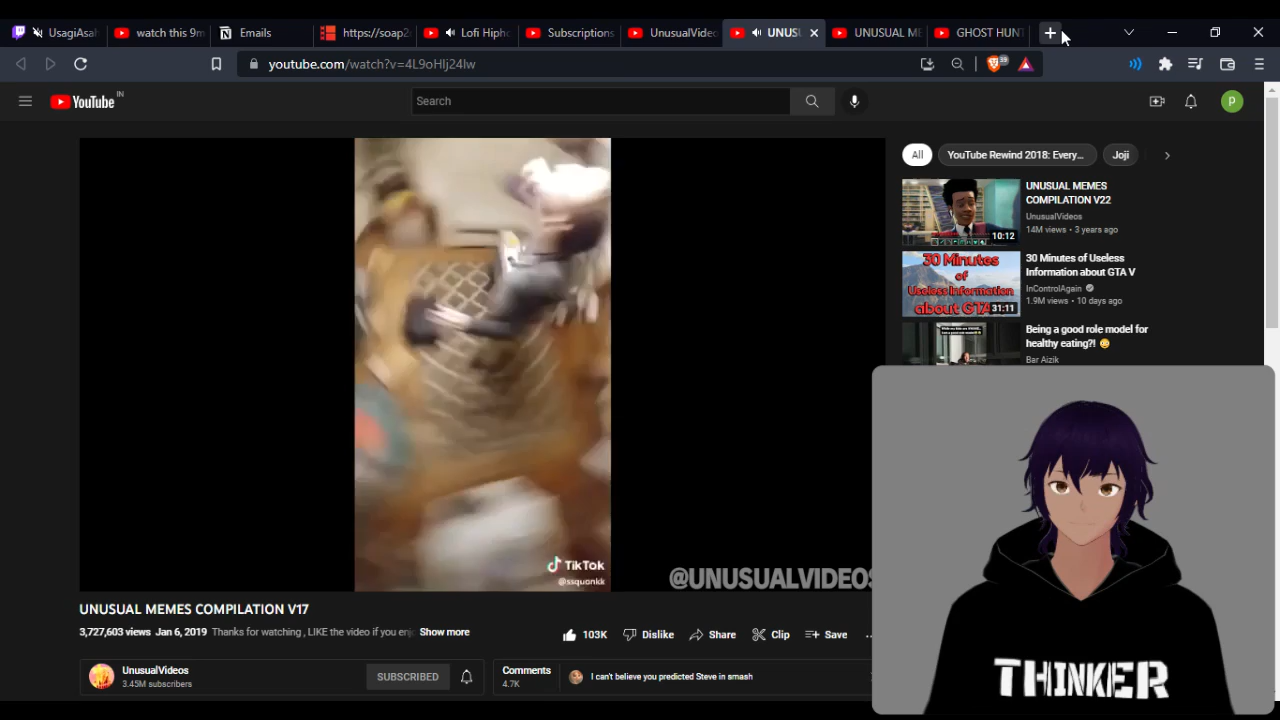 UsagiAsah
watch this 9m
Emails
https://soap2
Lofi Hipho
Subscriptions
UnusualVideo
UNUSU
UNUSUAL ME
GHOST HUNT
youtube.com/watch?v=4L9oHIj24lw
39
YouTube IN
Search
P
All
YouTube Rewind 2018: Every...
Joji
UNUSUAL MEMES
COMPILATION V22
UnusualVideos
14M views • 3 years ago
10:12
30 Minutes
of
Useless Information
about GTA
31:11
30 Minutes of Useless
Information about GTA V
InControlAgain
1.9M views • 10 days ago
Being a good role model for
healthy eating?!
Bar Aizik
TikTok
@ssquonkk
@UNUSUALVIDEOS
UNUSUAL MEMES COMPILATION V17
3,727,603 views Jan 6, 2019 Thanks for watching , LIKE the video if you enj Show more
103K Dislike Share Clip Save ...
UnusualVideos
3.45M subscribers
SUBSCRIBED
Comments
4.7K
I can't believe you predicted Steve in smash
THINKER